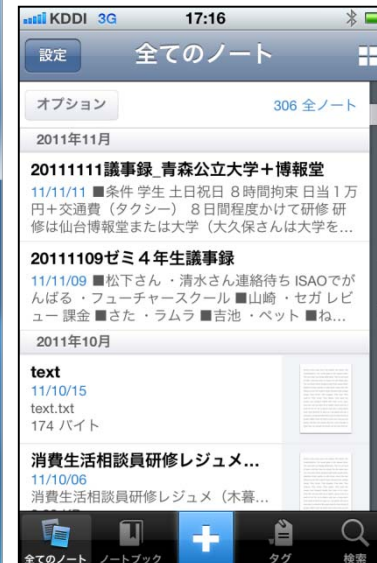 KDDI 3G 17:16
設定 全てのノート
オプション 306 全ノート
2011年11月
20111111議事録_青森公立大学＋博報堂
11/11/11 ■条件 学生 土日祝日 ８時間拘束 日当１万
円＋交通費（タクシー） ８日間程度かけて研修 研
修は仙台博報堂または大学（大久保さんは大学を…
20111109ゼミ４年生議事録
11/11/09 ■松下さん ・清水さん連絡待ち ISAOでが
んばる ・フューチャースクール ■山崎 ・セガ レビ
ュー 課金 ■さた ・ラムラ ■吉池 ・ペット ■ね…
2011年10月
text
11/10/15
text.txt
174 バイト
消費生活相談員研修レジュメ…
11/10/06
消費生活相談員研修レジュメ（木暮…
全てのノート ノートブック タグ 検索